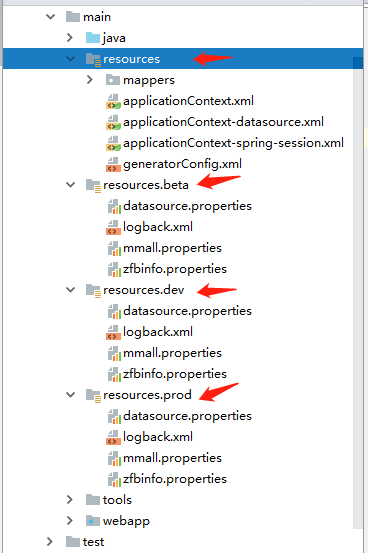 main
java
resources
mappers
applicationContext.xml
applicationContext-datasource.xml
applicationContext-spring-session.xml
generatorConfig.xml
resources.beta
datasource.properties
logback.xml
mmall.properties
zfbinfo.properties
resources.dev
datasource.properties
logback.xml
mmall.properties
zfbinfo.properties
resources.prod
datasource.properties
logback.xml
mmall.properties
zfbinfo.properties
tools
webapp
test